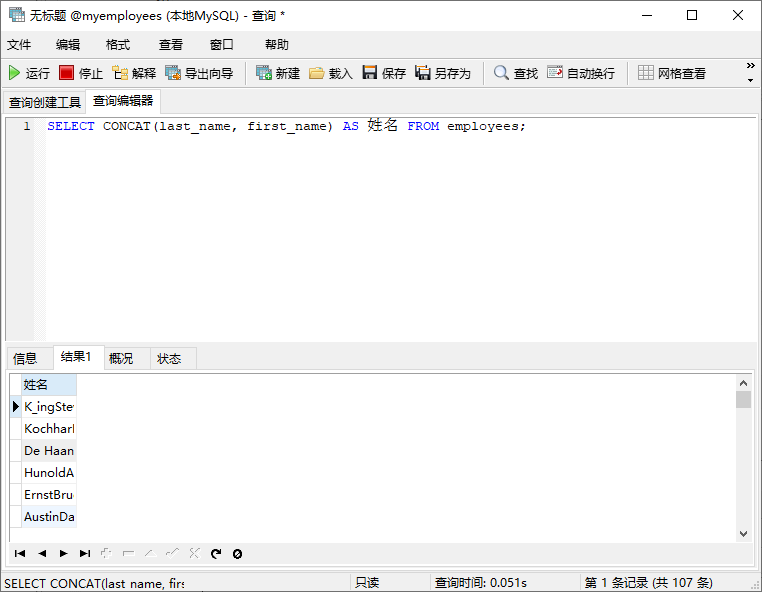 无标题 @myemployees (本地MySQL) - 查询 *
文件 编辑 格式 查看 窗口 帮助
运行 停止 解释 导出向导 新建 载入 保存 另存为 查找 自动换行 网格查看
查询创建工具 查询编辑器
1 SELECT CONCAT(last_name, first_name) AS 姓名 FROM employees;
信息 结果1 概况 状态
姓名
K_ingSte
Kochhar
De Haan
HunoldA
ErnstBru
AustinDa
SELECT CONCAT(last_name, firs 只读 查询时间: 0.051s 第 1 条记录 (共 107 条)